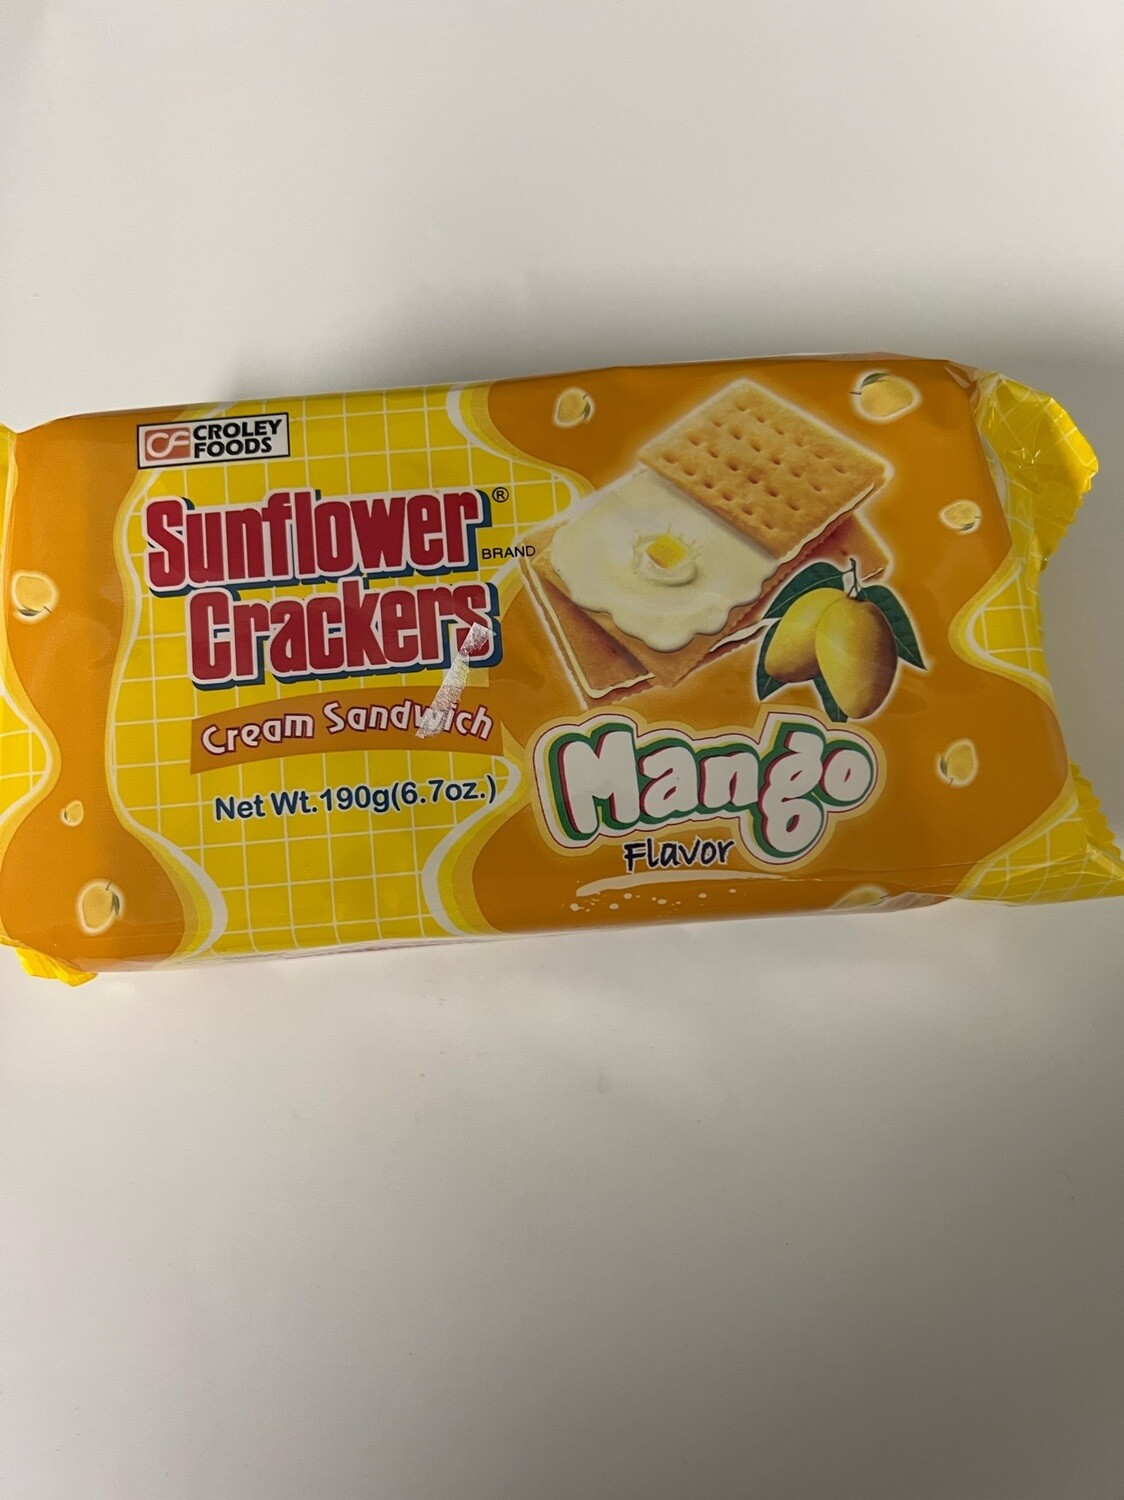 CF CROLEY
FOODS
Sunflower®
BRAND
Crackers
Cream Sandwich
Net Wt.190g(6.7oz.)
Mango
Flavor